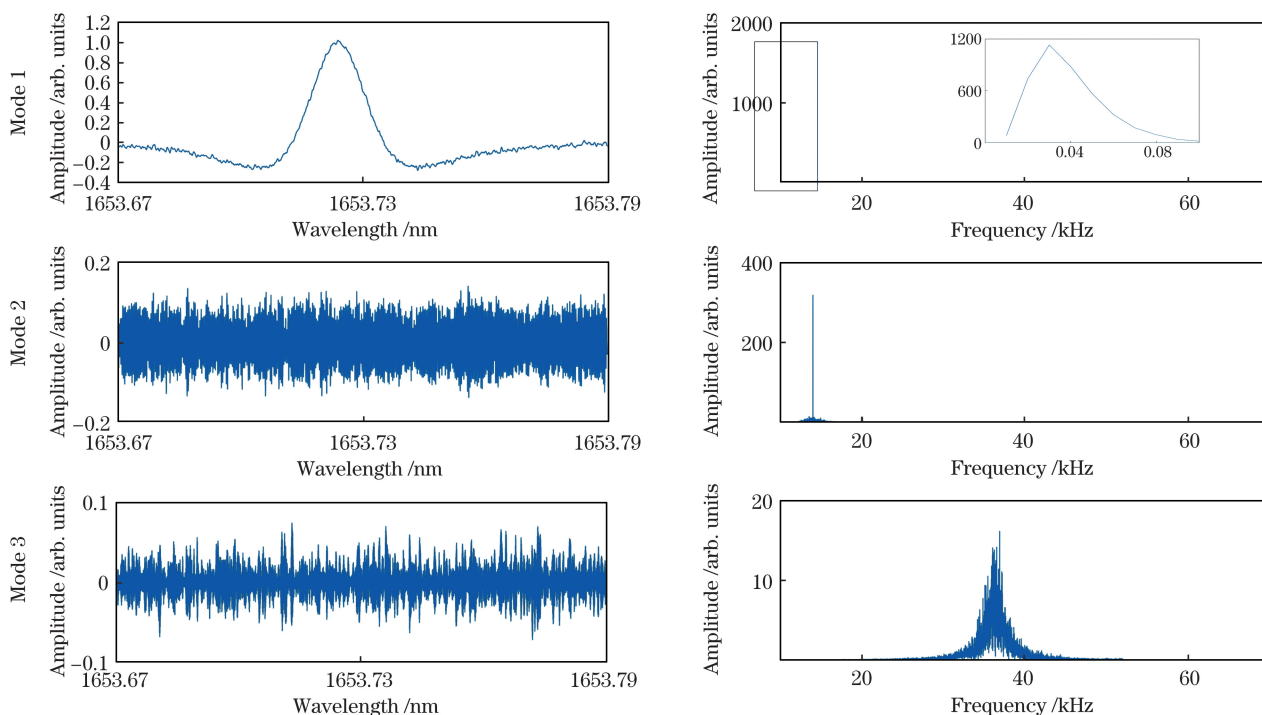 Mode 1
Amplitude /arb. units
1.2
1.0
0.8
0.6
0.4
0.2
0
−0.2
−0.4
1653.67 1653.73 1653.79
Wavelength /nm
Amplitude /arb. units
2000
1000
20 40 60
Frequency /kHz
1200
600
0
0.04 0.08
Mode 2
Amplitude /arb. units
0.2
0
−0.2
1653.67 1653.73 1653.79
Wavelength /nm
Amplitude /arb. units
400
200
20 40 60
Frequency /kHz
Mode 3
Amplitude /arb. units
0.1
0
−0.1
1653.67 1653.73 1653.79
Wavelength /nm
Amplitude /arb. units
20
10
20 40 60
Frequency /kHz